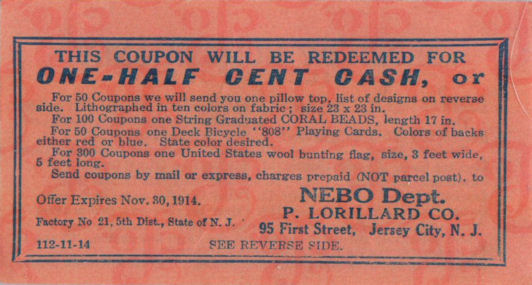 THIS COUPON WILL BE REDEEMED FOR
ONE-HALF CENT CASH, or
For 50 Coupons we will send you one pillow top, list of designs on reverse
side. Lithographed in ten colors on fabric; size 23 x 23 in.
For 100 Coupons one String Graduated CORAL BEADS, length 17 in.
For 50 Coupons one Deck Bicycle "808" Playing Cards. Colors of backs
either red or blue. State color desired.
For 300 Coupons one United States wool bunting flag, size, 3 feet wide,
5 feet long.
Send coupons by mail or express, charges prepaid (NOT parcel post), to
Offer Expires Nov. 30, 1914.
Factory No 21, 5th Dist., State of N. J.
NEBO Dept.
P. LORILLARD CO.
95 First Street, Jersey City, N. J.
112-11-14
SEE REVERSE SIDE.